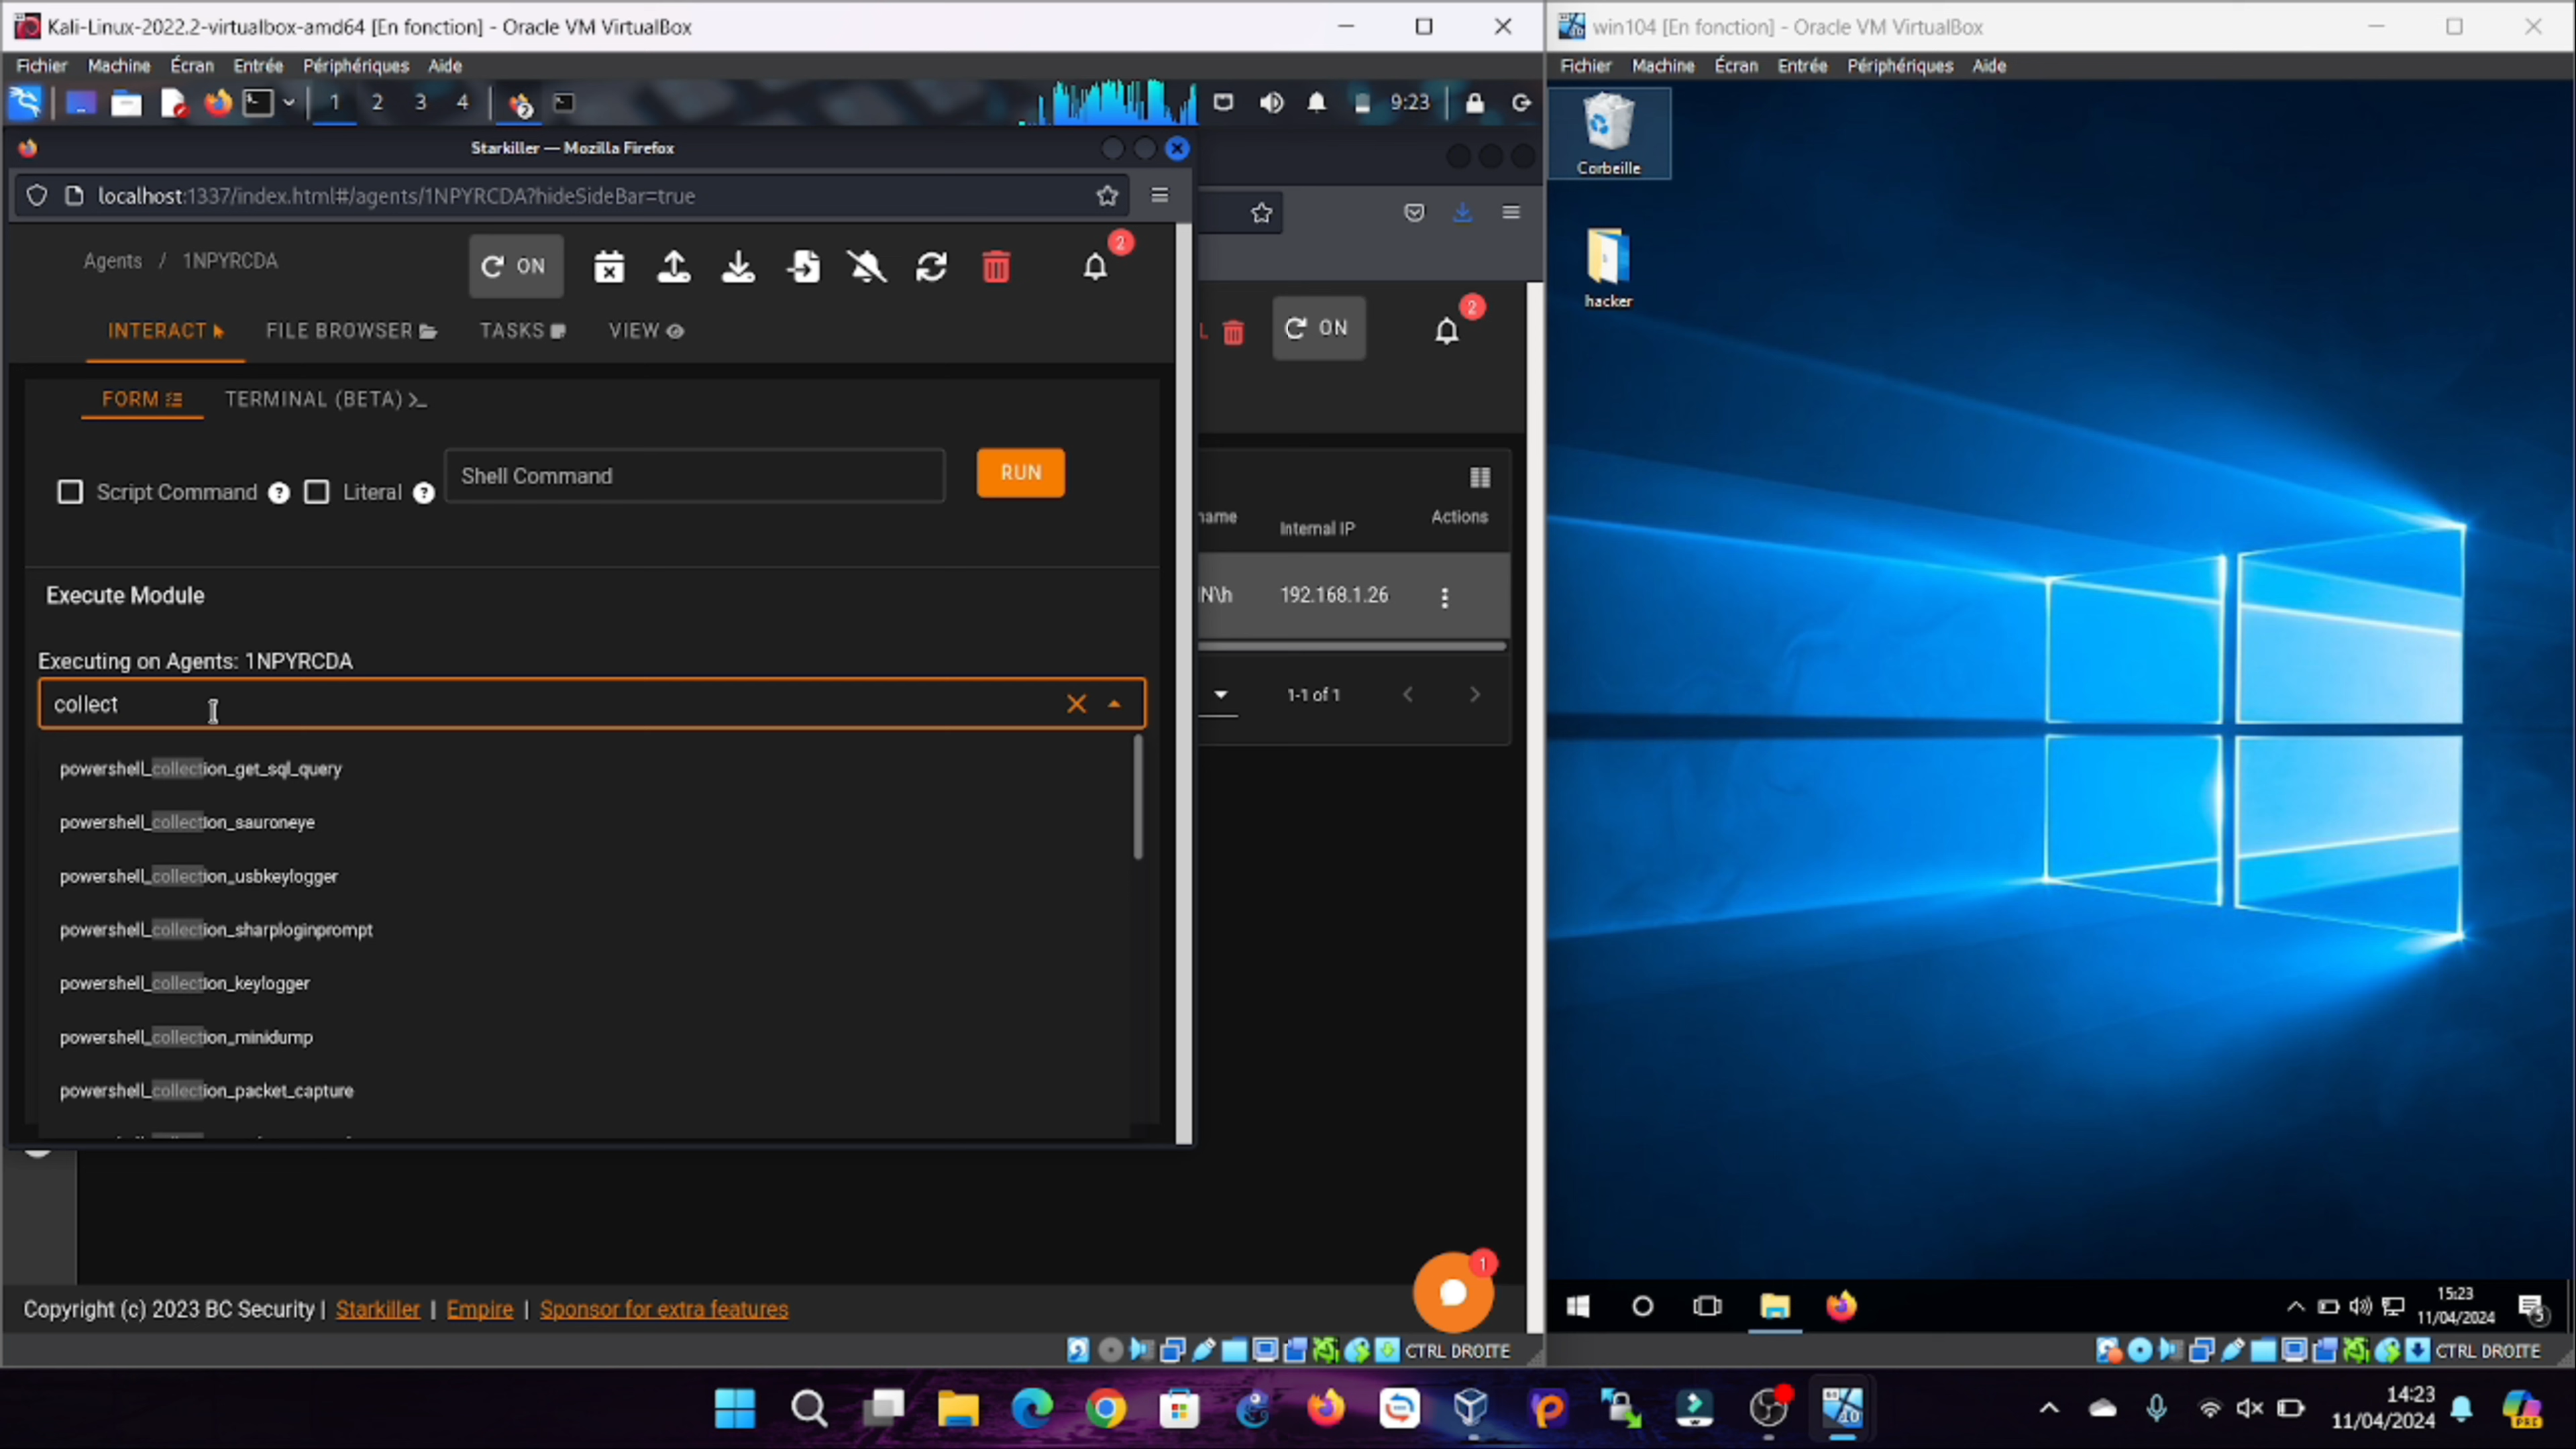 Kali-Linux-2022.2-virtualbox-amd64 [En fonction] - Oracle VM VirtualBox
Fichier Machine Écran Entrée Périphériques Aide
1 2 3 4
9:23
Starkiller — Mozilla Firefox
localhost:1337/index.html#/agents/1NPYRCDA?hideSideBar=true
Agents / 1NPYRCDA
ON
2
INTERACT FILE BROWSER TASKS VIEW
FORM TERMINAL (BETA)
Script Command ? Literal ? Shell Command RUN
Execute Module
Executing on Agents: 1NPYRCDA
collect
powershell_collection_get_sql_query
powershell_collection_sauroneye
powershell_collection_usbkeylogger
powershell_collection_sharploginprompt
powershell_collection_keylogger
powershell_collection_minidump
powershell_collection_packet_capture
L ON 2
name Internal IP Actions
N\h 192.168.1.26
1-1 of 1
1
Copyright (c) 2023 BC Security | Starkiller | Empire | Sponsor for extra features
CTRL DROITE
win104 [En fonction] - Oracle VM VirtualBox
Fichier Machine Écran Entrée Périphériques Aide
Corbeille
hacker
15:23
11/04/2024
5
CTRL DROITE
14:23
11/04/2024
PRE